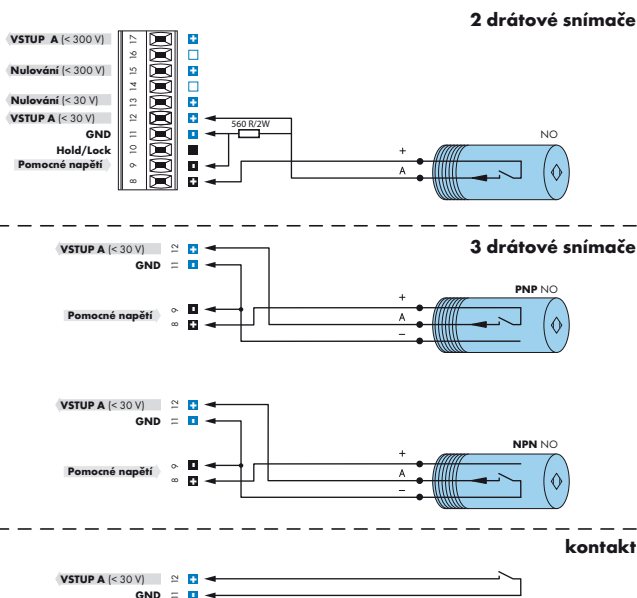 2 drátové snímače
VSTUP A (< 300 V) 17
16
Nulování (< 300 V) 15
14
Nulování (< 30 V) 13
VSTUP A (< 30 V) 12
GND 11
Hold/Lock 10
Pomocné napětí 9
8
560 R/2W
+
A
NO
3 drátové snímače
VSTUP A (< 30 V) 12
GND 11
Pomocné napětí
9
8
+
A
–
PNP NO
VSTUP A (< 30 V) 12
GND 11
Pomocné napětí
9
8
+
A
–
NPN NO
kontakt
VSTUP A (< 30 V) 12
GND 11